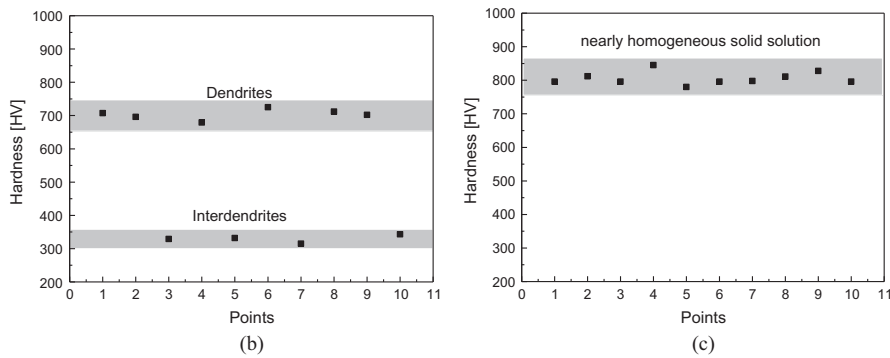 1000
900
800
700
600
500
400
300
200
Hardness [HV]
Dendrites
Interdendrites
0 1 2 3 4 5 6 7 8 9 10 11
Points
(b)
1000
900
800
700
600
500
400
300
200
Hardness [HV]
nearly homogeneous solid solution
0 1 2 3 4 5 6 7 8 9 10 11
Points
(c)